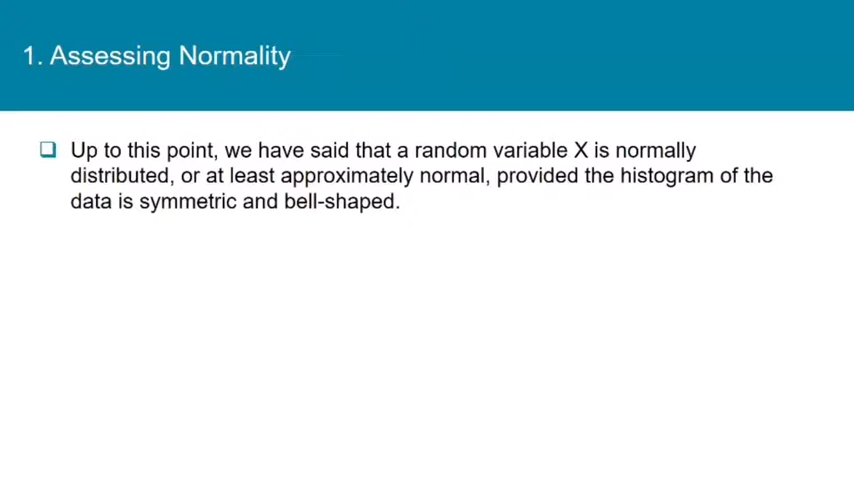 1. Assessing Normality
Up to this point, we have said that a random variable X is normally
distributed, or at least approximately normal, provided the histogram of the
data is symmetric and bell-shaped.